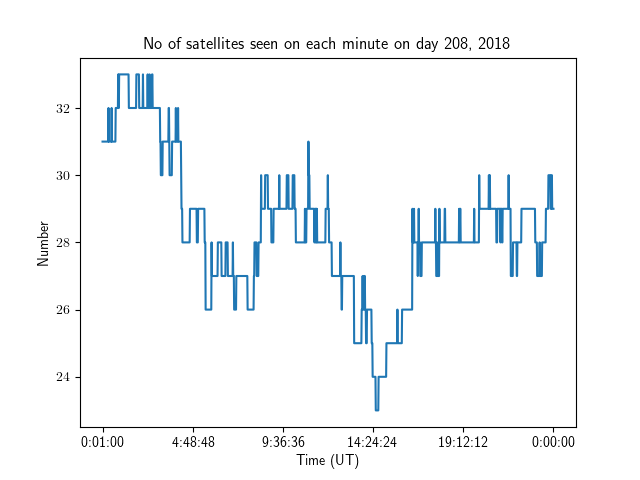 No of satellites seen on each minute on day 208, 2018
Number
32
30
28
26
24
0:01:00 4:48:48 9:36:36 14:24:24 19:12:12 0:00:00
Time (UT)